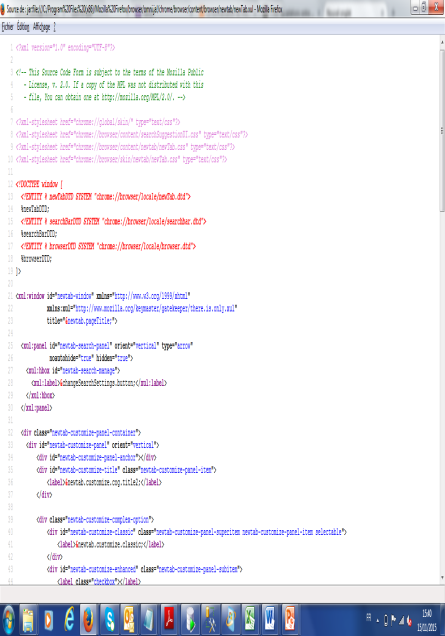 Source de : jar:file:///C:/Program%20Files%20(x86)/Mozilla%20Firefox/browser/omni.ja!/chrome/browser/content/browser/newtab/newTab.xul - Mozilla Firefox
Fichier Édition Affichage ?
1 <?xml version="1.0" encoding="UTF-8"?>
2
3 <!-- This Source Code Form is subject to the terms of the Mozilla Public
4 - License, v. 2.0. If a copy of the MPL was not distributed with this
5 - file, You can obtain one at http://mozilla.org/MPL/2.0/. -->
6
7 <?xml-stylesheet href="chrome://global/skin/" type="text/css"?>
8 <?xml-stylesheet href="chrome://browser/content/searchSuggestionUI.css" type="text/css"?>
9 <?xml-stylesheet href="chrome://browser/content/newtab/newTab.css" type="text/css"?>
10 <?xml-stylesheet href="chrome://browser/skin/newtab/newTab.css" type="text/css"?>
11
12 <!DOCTYPE window [
13 <!ENTITY % newTabDTD SYSTEM "chrome://browser/locale/newTab.dtd">
14 %newTabDTD;
15 <!ENTITY % searchBarDTD SYSTEM "chrome://browser/locale/searchbar.dtd">
16 %searchBarDTD;
17 <!ENTITY % browserDTD SYSTEM "chrome://browser/locale/browser.dtd">
18 %browserDTD;
19 ]>
20
21 <xul:window id="newtab-window" xmlns="http://www.w3.org/1999/xhtml"
22 xmlns:xul="http://www.mozilla.org/keymaster/gatekeeper/there.is.only.xul"
23 title="&newtab.pageTitle;">
24
25 <xul:panel id="newtab-search-panel" orient="vertical" type="arrow"
26 noautohide="true" hidden="true">
27 <xul:hbox id="newtab-search-manage">
28 <xul:label>&changeSearchSettings.button;</xul:label>
29 </xul:hbox>
30 </xul:panel>
31
32 <div class="newtab-customize-panel-container">
33 <div id="newtab-customize-panel" orient="vertical">
34 <div id="newtab-customize-panel-anchor"></div>
35 <div id="newtab-customize-title" class="newtab-customize-panel-item">
36 <label>&newtab.customize.cog.title2;</label>
37 </div>
38
39 <div class="newtab-customize-complex-option">
40 <div id="newtab-customize-classic" class="newtab-customize-panel-superitem newtab-customize-panel-item selectable">
41 <label>&newtab.customize.classic;</label>
42 </div>
43 <div id="newtab-customize-enhanced" class="newtab-customize-panel-subitem">
44 <label class="checkbox"></label>
FR
15:40
15/11/2015